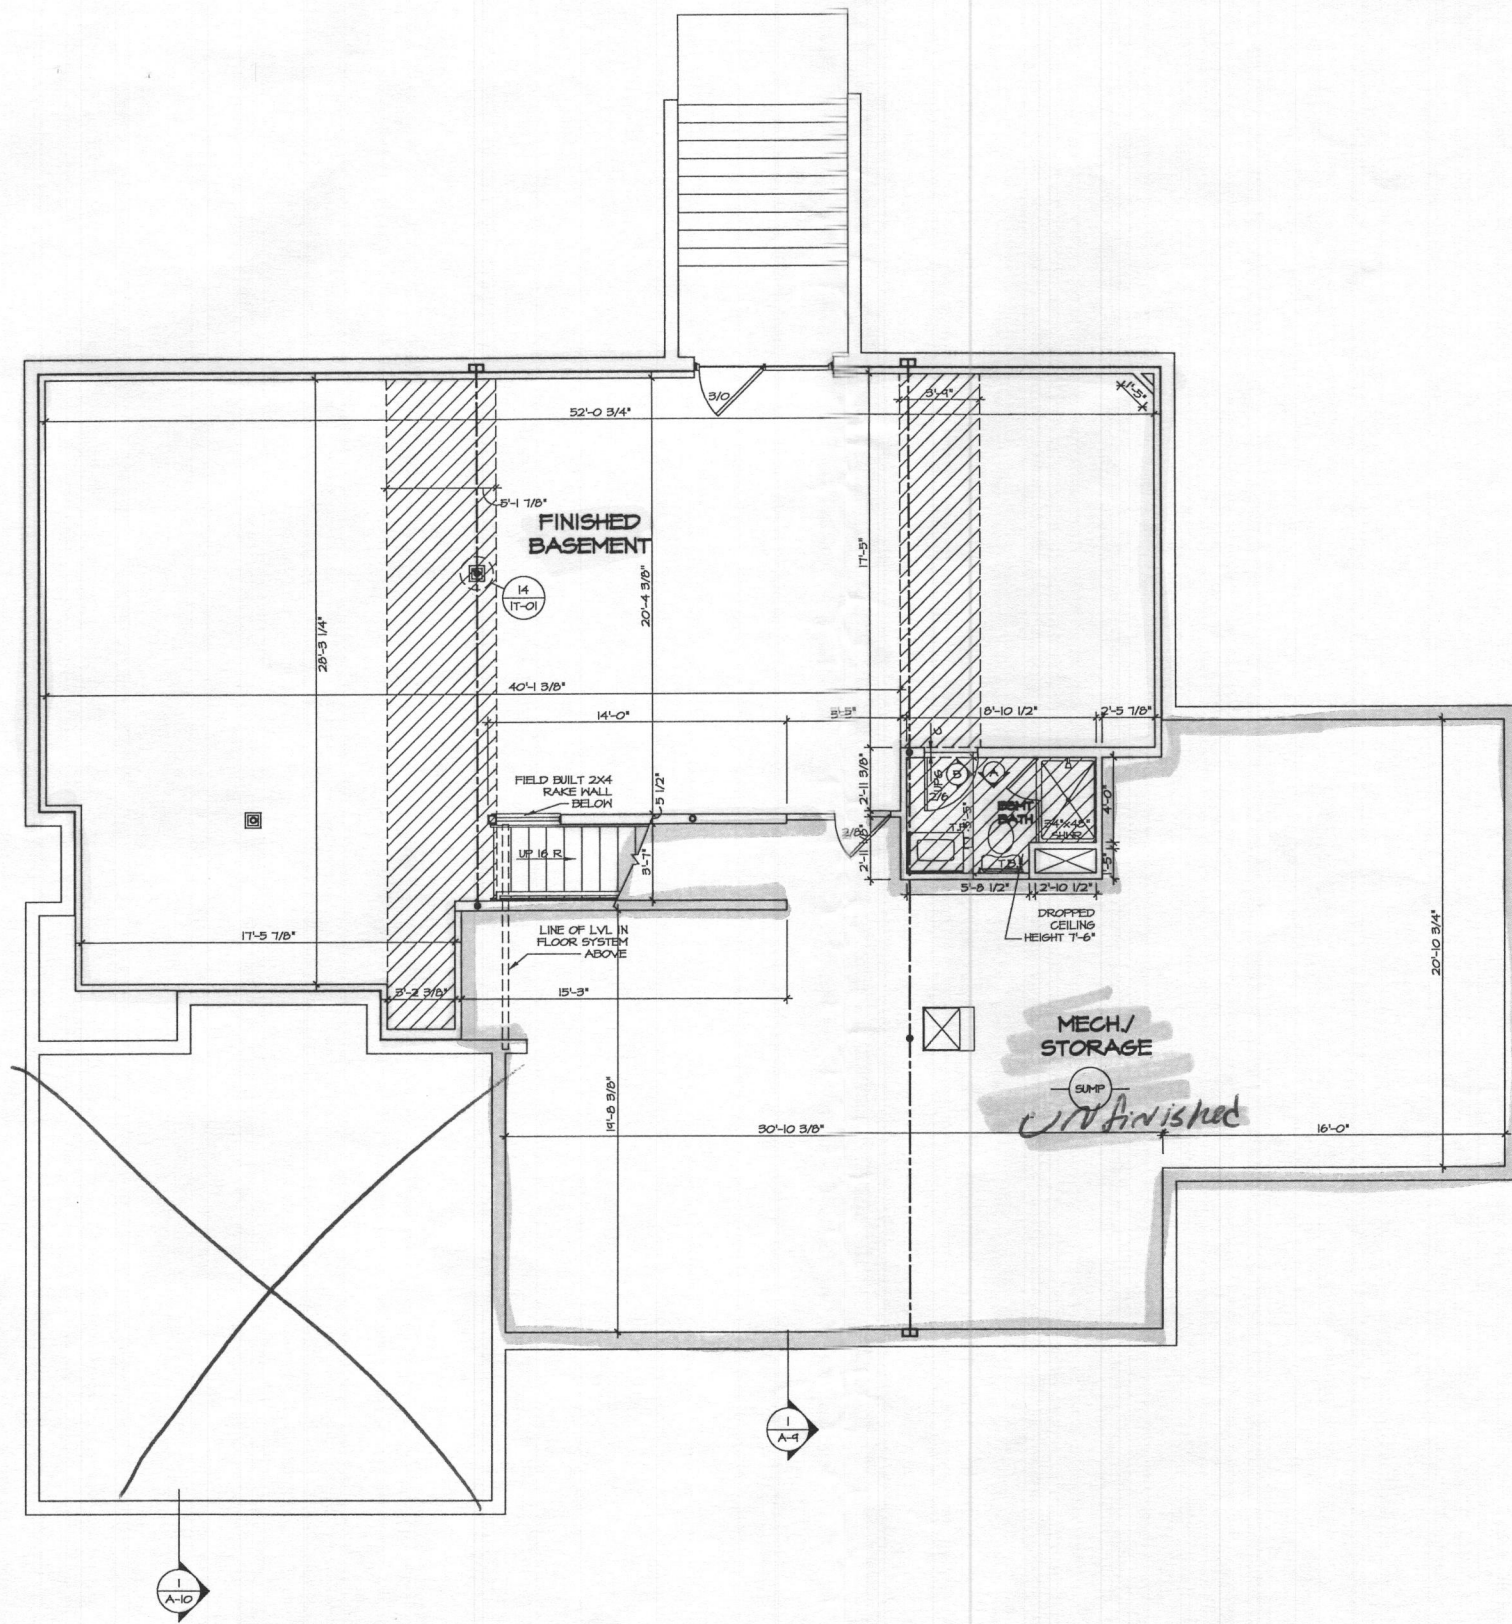 3/0
3'-9"
1'-5"
52'-0 3/4"
5'-1 7/8"
FINISHED
BASEMENT
14
IT-01
17'-5"
20'-4 3/8"
28'-3 1/4"
40'-1 3/8"
14'-0"
5'-5"
8'-10 1/2"
2'-5 7/8"
FIELD BUILT 2X4
RAKE WALL
BELOW
5 1/2"
2'-11 3/8"
B
A
2/6
BSMT
BATH
4'-0"
34"x48"
SHWR
UP 16 R
3'-7"
2/8
1'-5"
5'-8 1/2"
2'-10 1/2"
DROPPED
CEILING
HEIGHT 7'-6"
17'-5 7/8"
LINE OF LVL IN
FLOOR SYSTEM
ABOVE
20'-10 3/4"
3'-2 3/8"
15'-3"
MECH./
STORAGE
SUMP
Unfinished
19'-8 3/8"
30'-10 3/8"
16'-0"
1
A-9
1
A-10